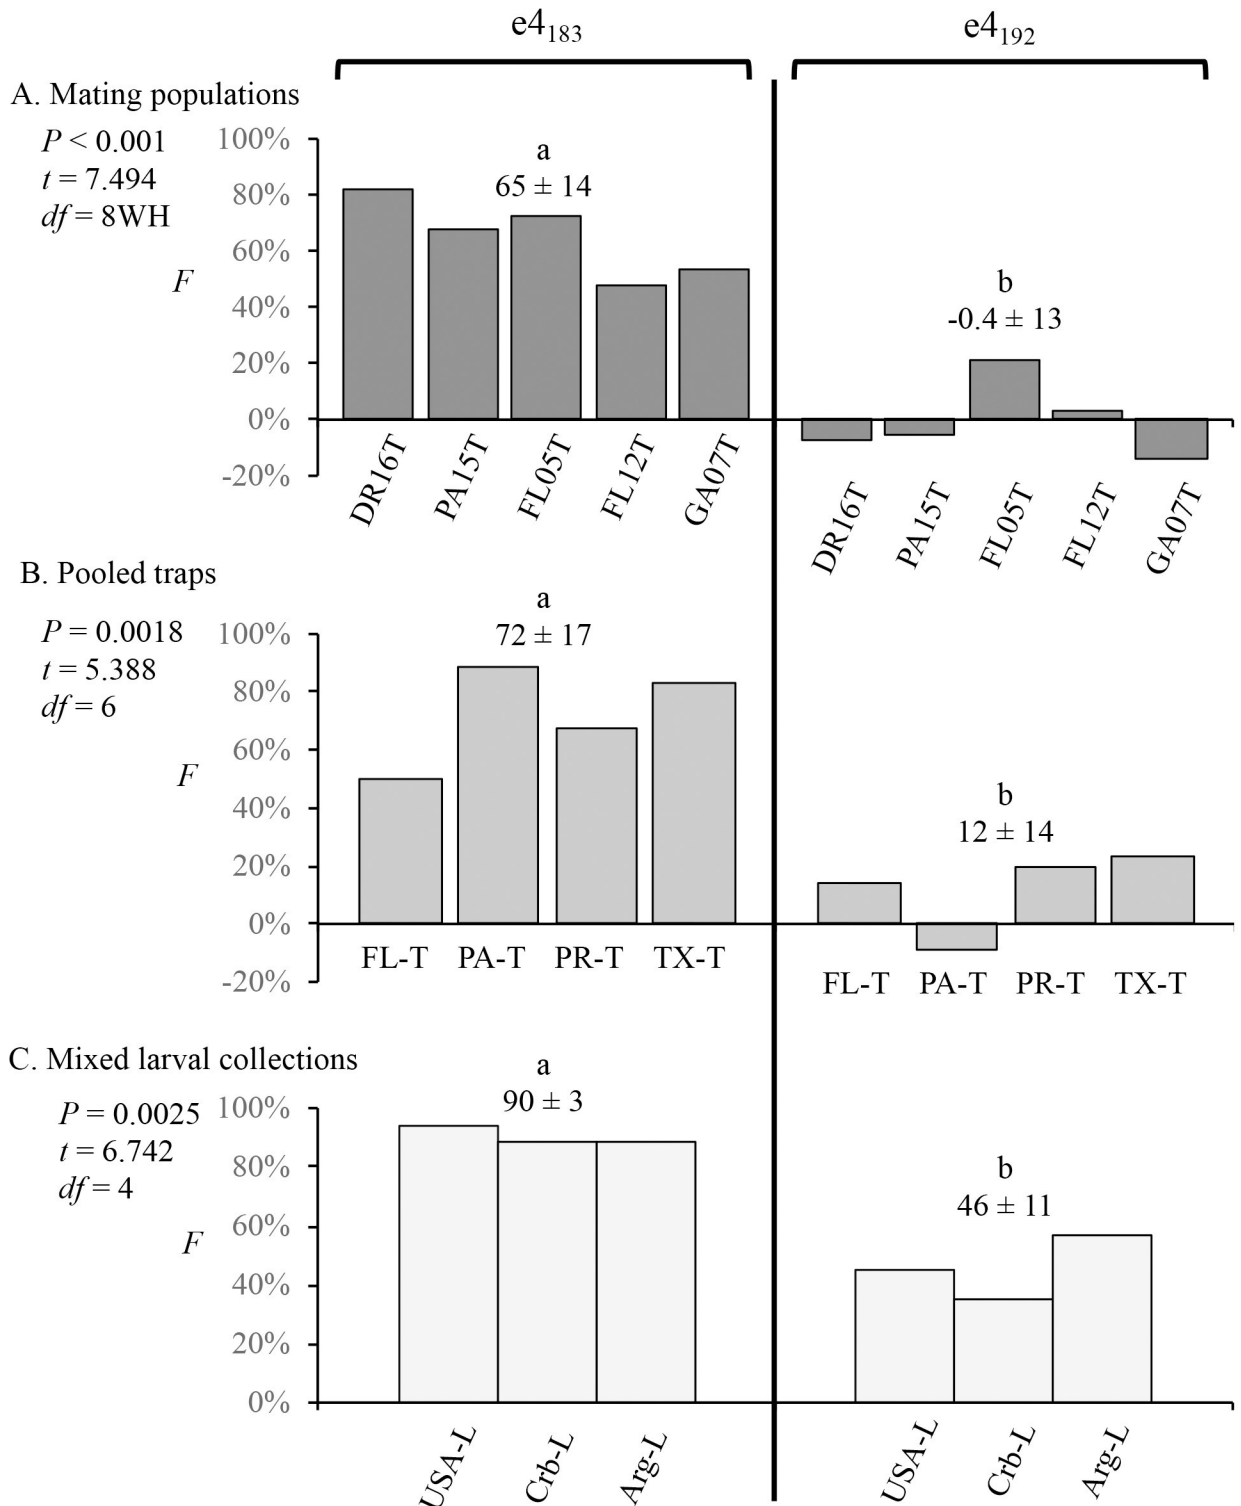 e4183
e4192
A. Mating populations
P < 0.001
t = 7.494
df = 8WH
F
100%
80%
60%
40%
20%
0%
-20%
a
65 ± 14
b
-0.4 ± 13
DR16T
PA15T
FL05T
FL12T
GA07T
DR16T
PA15T
FL05T
FL12T
GA07T
B. Pooled traps
P = 0.0018
t = 5.388
df = 6
F
100%
80%
60%
40%
20%
0%
-20%
a
72 ± 17
b
12 ± 14
FL-T PA-T PR-T TX-T
FL-T PA-T PR-T TX-T
C. Mixed larval collections
P = 0.0025
t = 6.742
df = 4
F
100%
80%
60%
40%
20%
0%
a
90 ± 3
b
46 ± 11
USA-L
Crb-L
Arg-L
USA-L
Crb-L
Arg-L